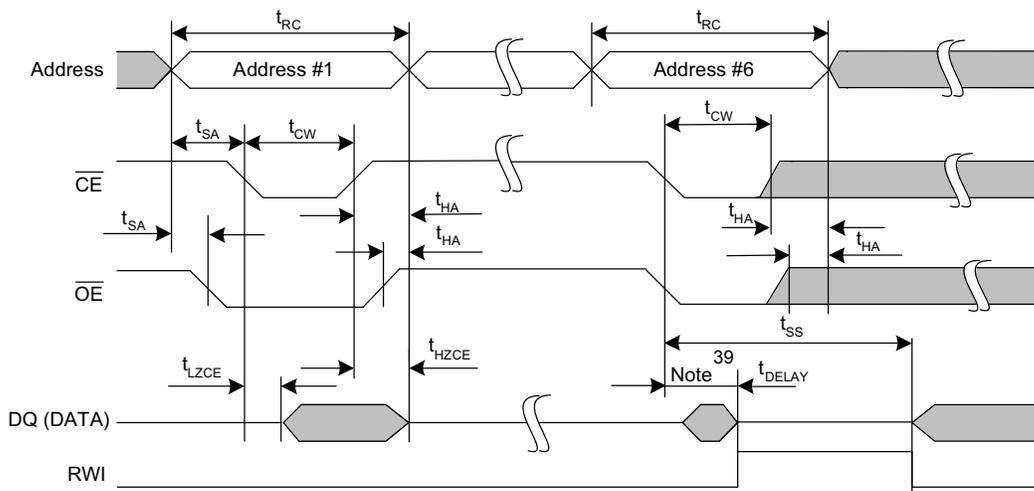 tRC
tRC
Address
Address #1
Address #6
tSA
tCW
tCW
CE
tSA
tHA
tHA
tHA
tHA
OE
tSS
tLZCE
tHZCE
39
Note
tDELAY
DQ (DATA)
RWI